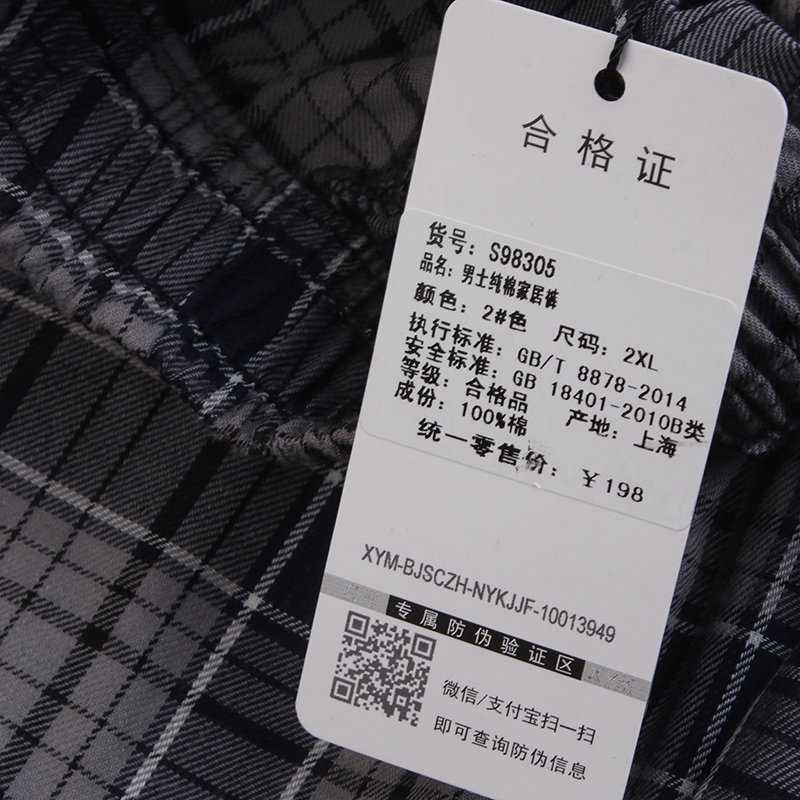 合格证
货号: S98305
品名: 男士纯棉家居裤
颜色: 2#色 尺码: 2XL
执行标准: GB/T 8878-2014
安全标准: GB 18401-2010B类
等级: 合格品 产地: 上海
成份: 100%棉
统一零售价: ¥198
XYM-BJSCZH-NYKJJF-10013949
专属防伪验证区
微信/支付宝扫一扫
即可查询防伪信息